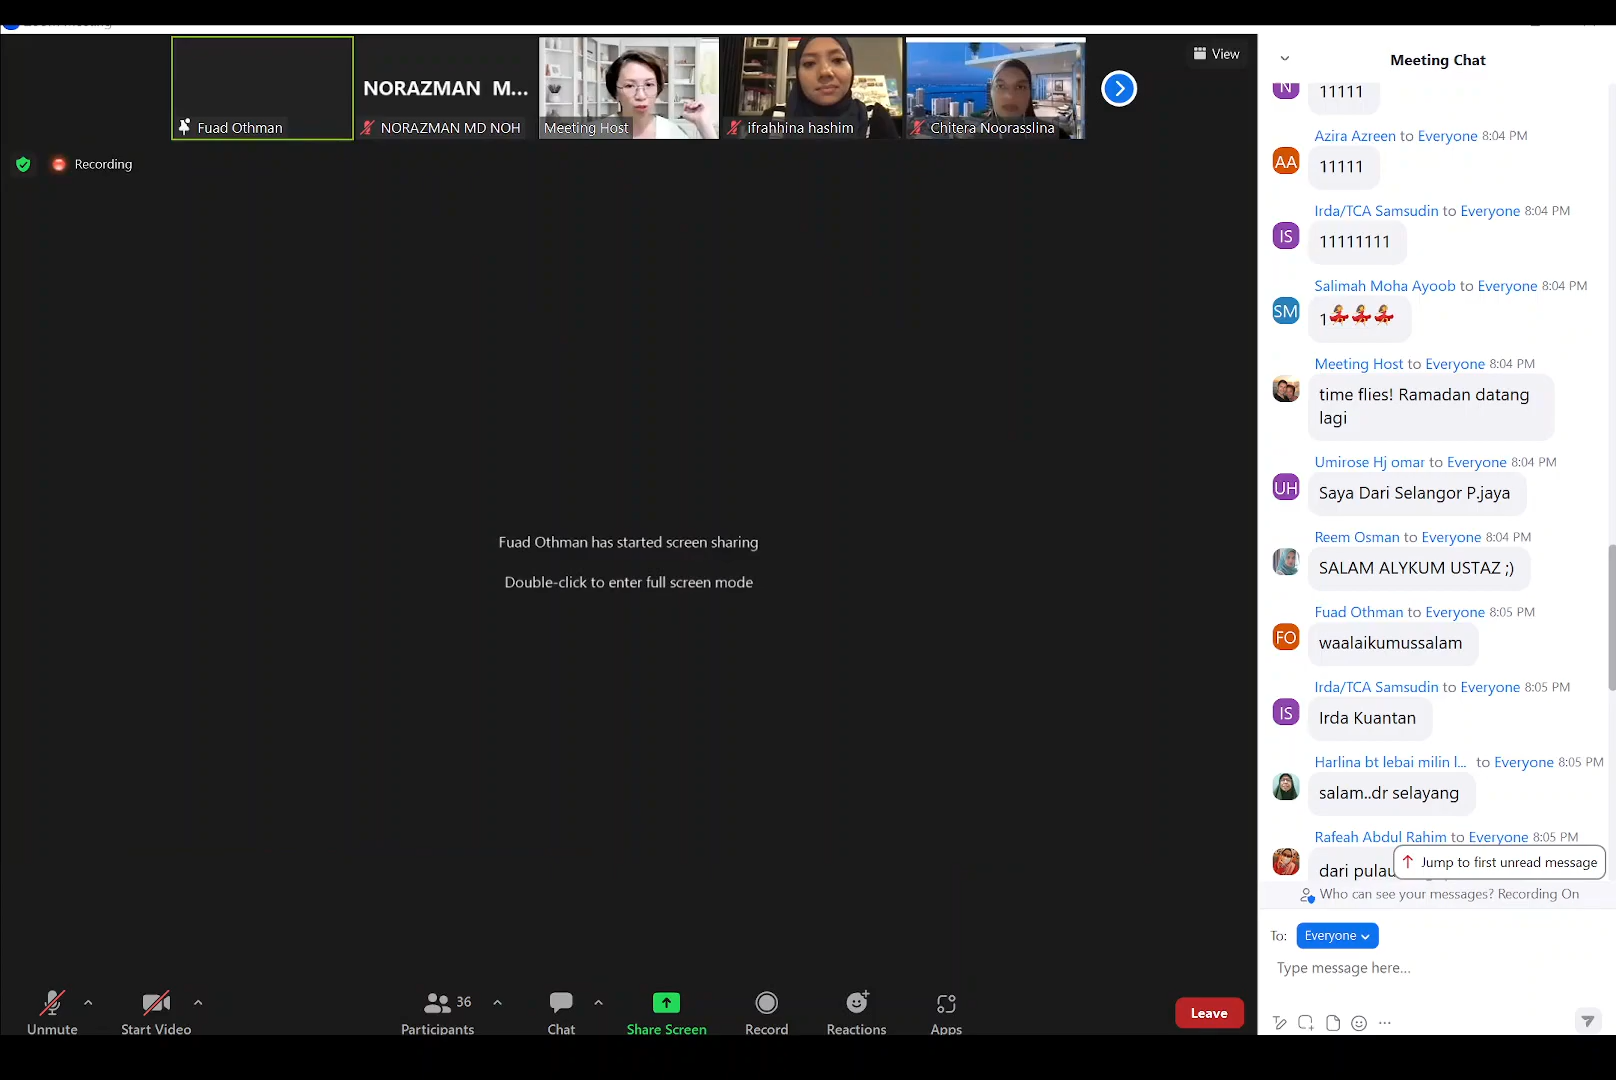 View
NORAZMAN M...
Fuad Othman
NORAZMAN MD NOH
Meeting Host
ifrahhina hashim
Chitera Noorasslina
Recording
Fuad Othman has started screen sharing
Double-click to enter full screen mode
Unmute
Start Video
36
Participants
Chat
Share Screen
Record
Reactions
Apps
Leave
Meeting Chat
N
11111
Azira Azreen to Everyone 8:04 PM
AA
11111
Irda/TCA Samsudin to Everyone 8:04 PM
IS
11111111
Salimah Moha Ayoob to Everyone 8:04 PM
SM
1💃💃💃
Meeting Host to Everyone 8:04 PM
time flies! Ramadan datang
lagi
Umirose Hj omar to Everyone 8:04 PM
UH
Saya Dari Selangor P.jaya
Reem Osman to Everyone 8:04 PM
SALAM ALYKUM USTAZ ;)
Fuad Othman to Everyone 8:05 PM
FO
waalaikumussalam
Irda/TCA Samsudin to Everyone 8:05 PM
IS
Irda Kuantan
Harlina bt lebai milin l... to Everyone 8:05 PM
salam..dr selayang
Rafeah Abdul Rahim to Everyone 8:05 PM
dari pulau
Jump to first unread message
Who can see your messages? Recording On
To: Everyone
Type message here...